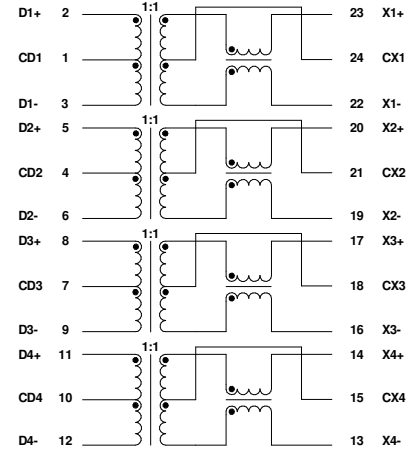 1:1
D1+ 2 23 X1+
CD1 1 24 CX1
D1- 3 22 X1-
1:1
D2+ 5 20 X2+
CD2 4 21 CX2
D2- 6 19 X2-
1:1
D3+ 8 17 X3+
CD3 7 18 CX3
D3- 9 16 X3-
1:1
D4+ 11 14 X4+
CD4 10 15 CX4
D4- 12 13 X4-